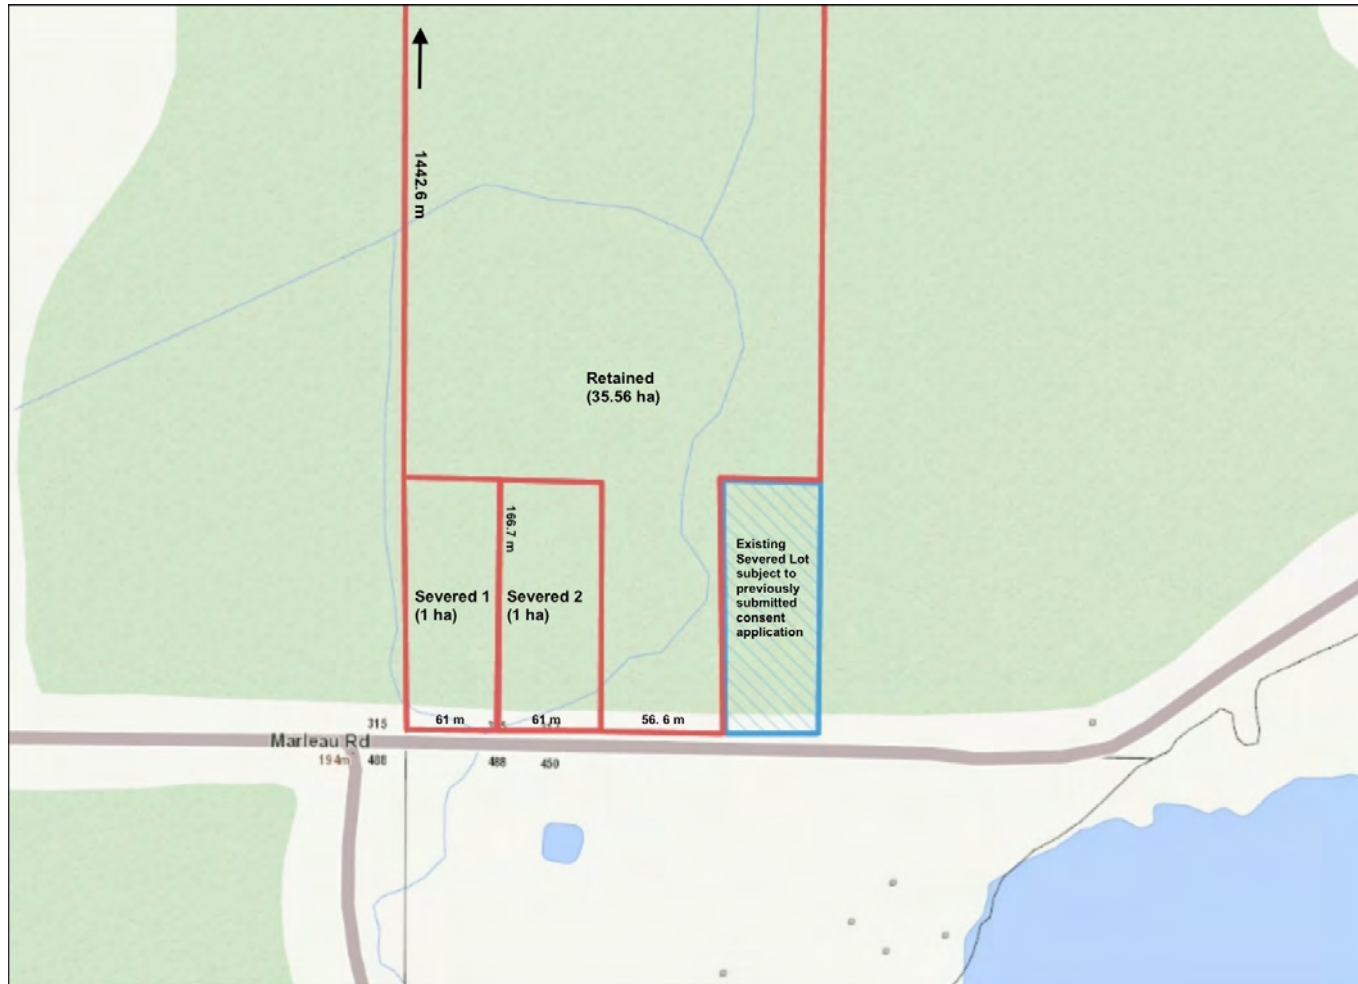 1442.6 m
Retained
(35.56 ha)
166.7 m
Existing
Severed Lot
subject to
previously
submitted
consent
application
Severed 1
(1 ha)
Severed 2
(1 ha)
315
61 m
61 m
56. 6 m
Marleau Rd
194m
488
488
450